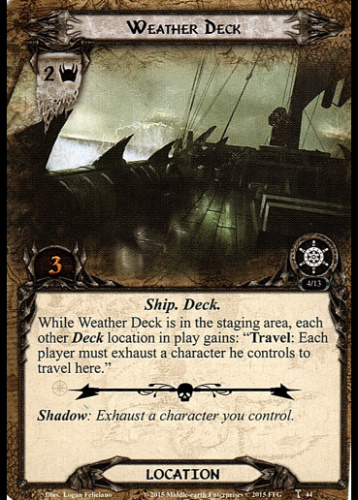 WEATHER DECK
2
3
4/13
Ship. Deck.
While Weather Deck is in the staging area, each
other Deck location in play gains: “Travel: Each
player must exhaust a character he controls to
travel here.”
Shadow: Exhaust a character you control.
LOCATION
Illus. Logan Feliciano
© 2015 Middle-earth Enterprises © 2015 FFG
44